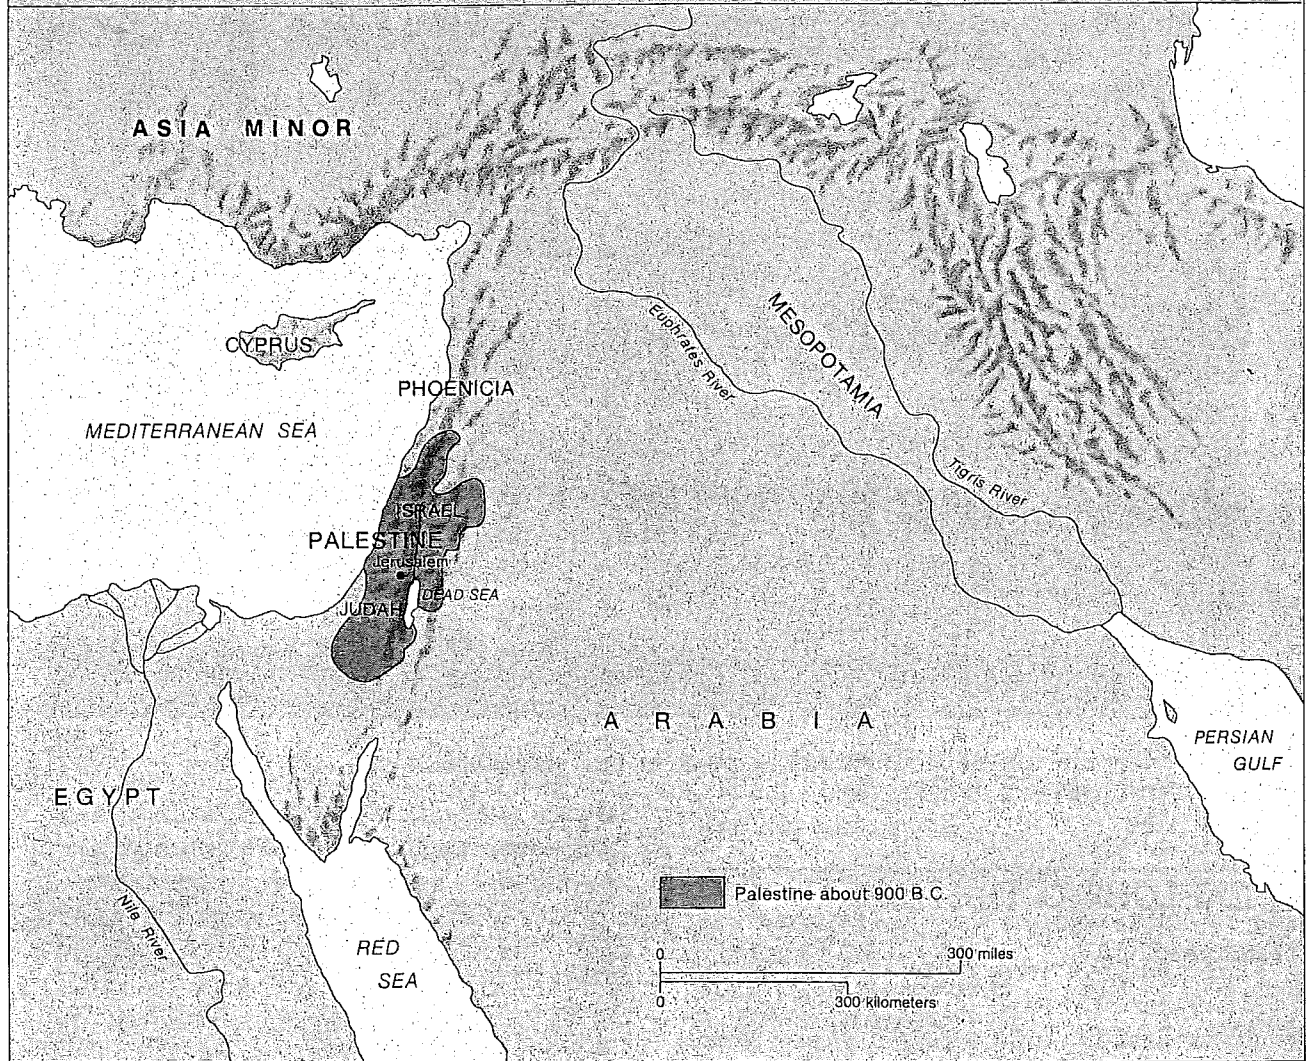 ASIA MINOR
CYPRUS
MEDITERRANEAN SEA
PHOENICIA
Euphrates River
MESOPOTAMIA
Tigris River
ISRAEL
PALESTINE
Jerusalem
DEAD SEA
JUDAH
ARABIA
PERSIAN
GULF
EGYPT
Nile River
RED
SEA
Palestine about 900 B.C.
0 300 miles
0 300 kilometers